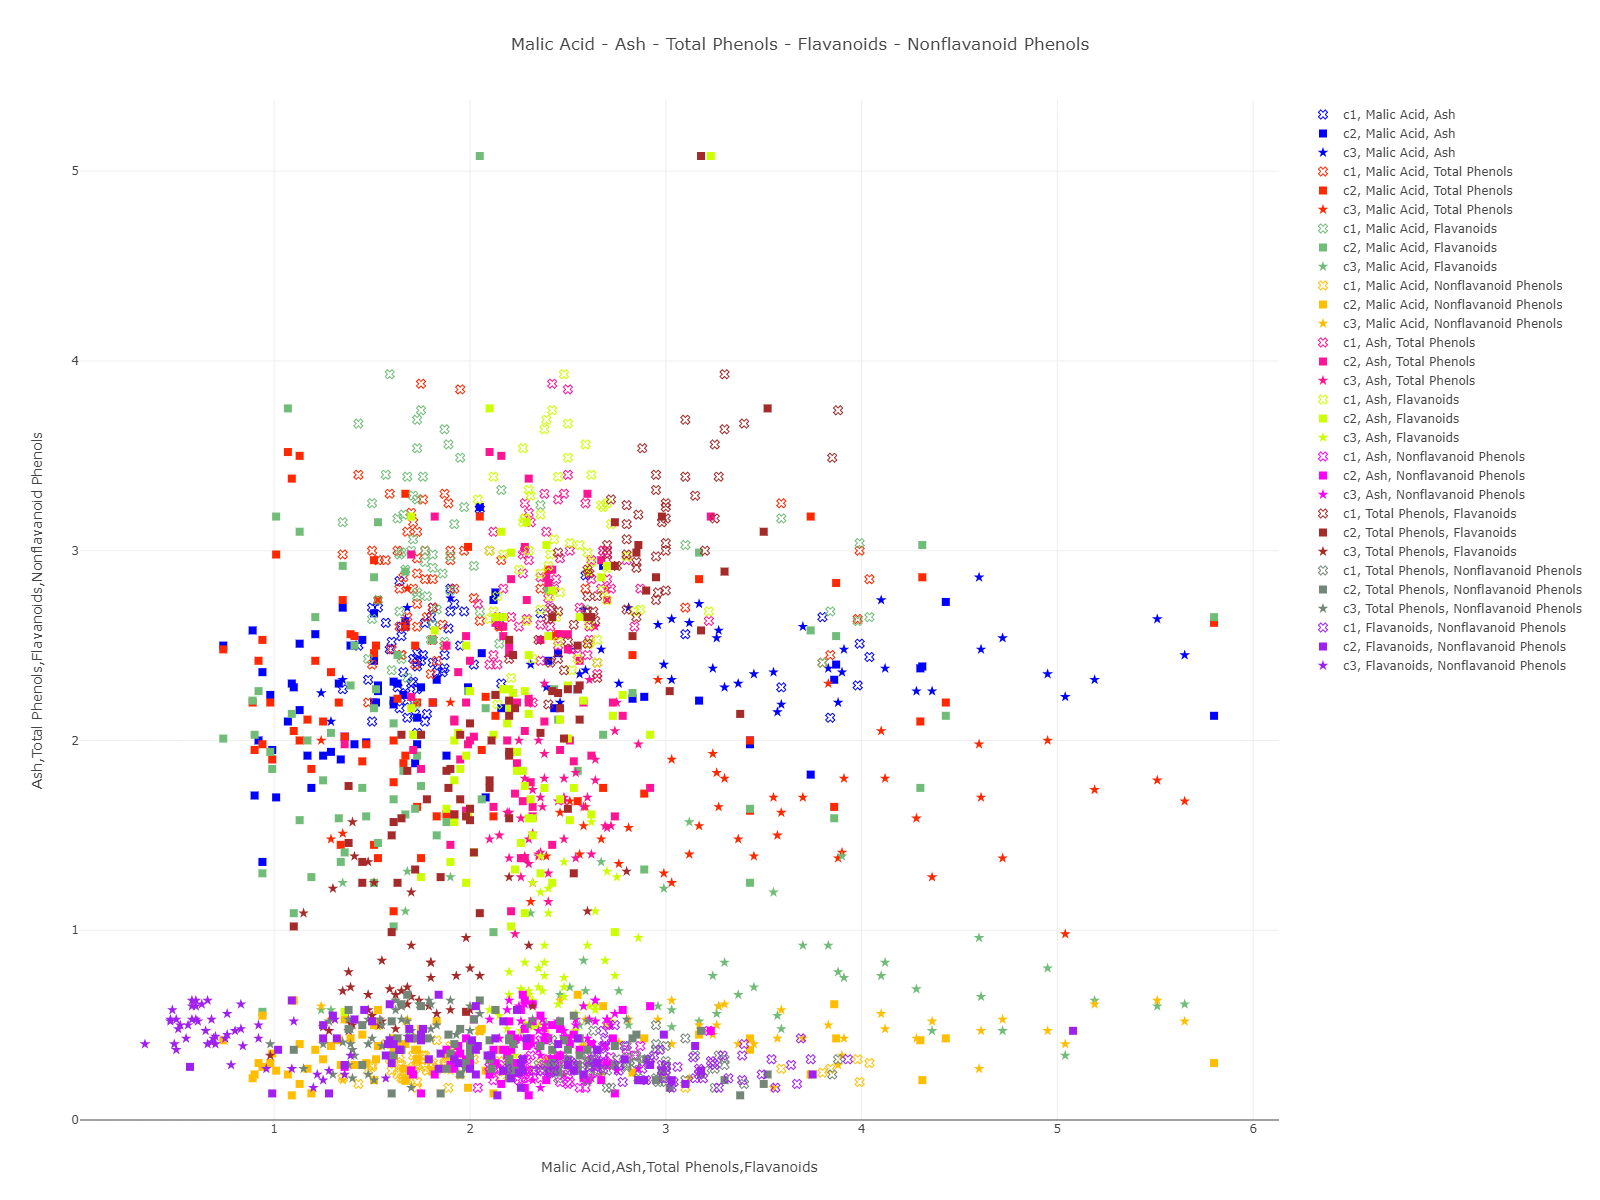 Malic Acid - Ash - Total Phenols - Flavanoids - Nonflavanoid Phenols
Ash,Total Phenols,Flavanoids,Nonflavanoid Phenols
5
4
3
2
1
0
1 2 3 4 5 6
Malic Acid,Ash,Total Phenols,Flavanoids
c1, Malic Acid, Ash
c2, Malic Acid, Ash
c3, Malic Acid, Ash
c1, Malic Acid, Total Phenols
c2, Malic Acid, Total Phenols
c3, Malic Acid, Total Phenols
c1, Malic Acid, Flavanoids
c2, Malic Acid, Flavanoids
c3, Malic Acid, Flavanoids
c1, Malic Acid, Nonflavanoid Phenols
c2, Malic Acid, Nonflavanoid Phenols
c3, Malic Acid, Nonflavanoid Phenols
c1, Ash, Total Phenols
c2, Ash, Total Phenols
c3, Ash, Total Phenols
c1, Ash, Flavanoids
c2, Ash, Flavanoids
c3, Ash, Flavanoids
c1, Ash, Nonflavanoid Phenols
c2, Ash, Nonflavanoid Phenols
c3, Ash, Nonflavanoid Phenols
c1, Total Phenols, Flavanoids
c2, Total Phenols, Flavanoids
c3, Total Phenols, Flavanoids
c1, Total Phenols, Nonflavanoid Phenols
c2, Total Phenols, Nonflavanoid Phenols
c3, Total Phenols, Nonflavanoid Phenols
c1, Flavanoids, Nonflavanoid Phenols
c2, Flavanoids, Nonflavanoid Phenols
c3, Flavanoids, Nonflavanoid Phenols